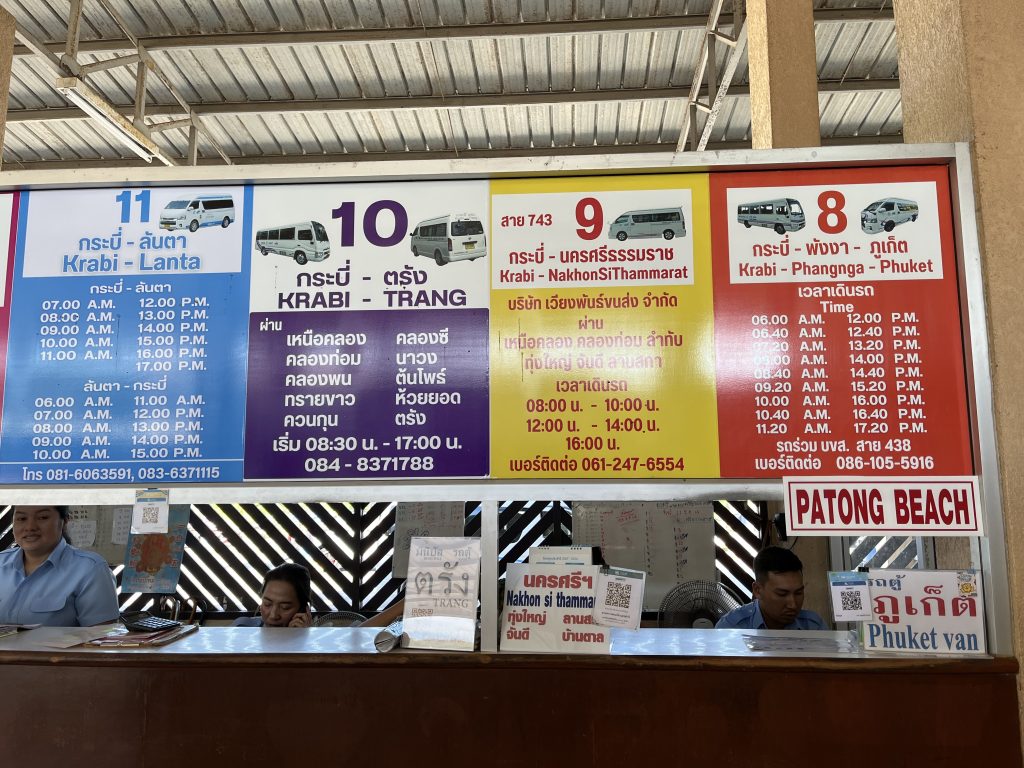 11
กระบี่ - ลันตา
Krabi - Lanta
กระบี่ - ลันตา
07.00 A.M. 12.00 P.M.
08.00 A.M. 13.00 P.M.
09.00 A.M. 14.00 P.M.
10.00 A.M. 15.00 P.M.
11.00 A.M. 16.00 P.M.
17.00 P.M.
ลันตา - กระบี่
06.00 A.M. 11.00 A.M.
07.00 A.M. 12.00 P.M.
08.00 A.M. 13.00 P.M.
09.00 A.M. 14.00 P.M.
10.00 A.M. 15.00 P.M.
โทร 081-6063591, 083-6371115
10
กระบี่ - ตรัง
KRABI - TRANG
ผ่าน
เหนือคลอง คลองชี
คลองท่อม นาวง
คลองพน ต้นโพร์
ทรายขาว ห้วยยอด
ควนกุน ตรัง
เริ่ม 08:30 น. - 17:00 น.
084 - 8371788
สาย 743 9
กระบี่ - นครศรีธรรมราช
Krabi - NakhonSiThammarat
บริษัท เวียงพันธ์ขนส่ง จำกัด
ผ่าน
เหนือคลอง คลองท่อม ลำทับ
ทุ่งใหญ่ จันดี ลานสกา
เวลาเดินรถ
08:00 น. - 10:00 น.
12:00 น. - 14:00 น.
16:00 น.
เบอร์ติดต่อ 061-247-6554
8
กระบี่ - พังงา - ภูเก็ต
Krabi - Phangnga - Phuket
เวลาเดินรถ
Time
06.00 A.M. 12.00 P.M.
06.40 A.M. 12.40 P.M.
07.20 A.M. 13.20 P.M.
08.00 A.M. 14.00 P.M.
08.40 A.M. 14.40 P.M.
09.20 A.M. 15.20 P.M.
10.00 A.M. 16.00 P.M.
10.40 A.M. 16.40 P.M.
11.20 A.M. 17.20 P.M.
รถร่วม บขส. สาย 438
เบอร์ติดต่อ 086-105-5916
PATONG BEACH
ตรัง
TRANG
นครศรีฯ
Nakhon si thammar
ทุ่งใหญ่
จันดี บ้านตาล
รถตู้
ภูเก็ต
Phuket van